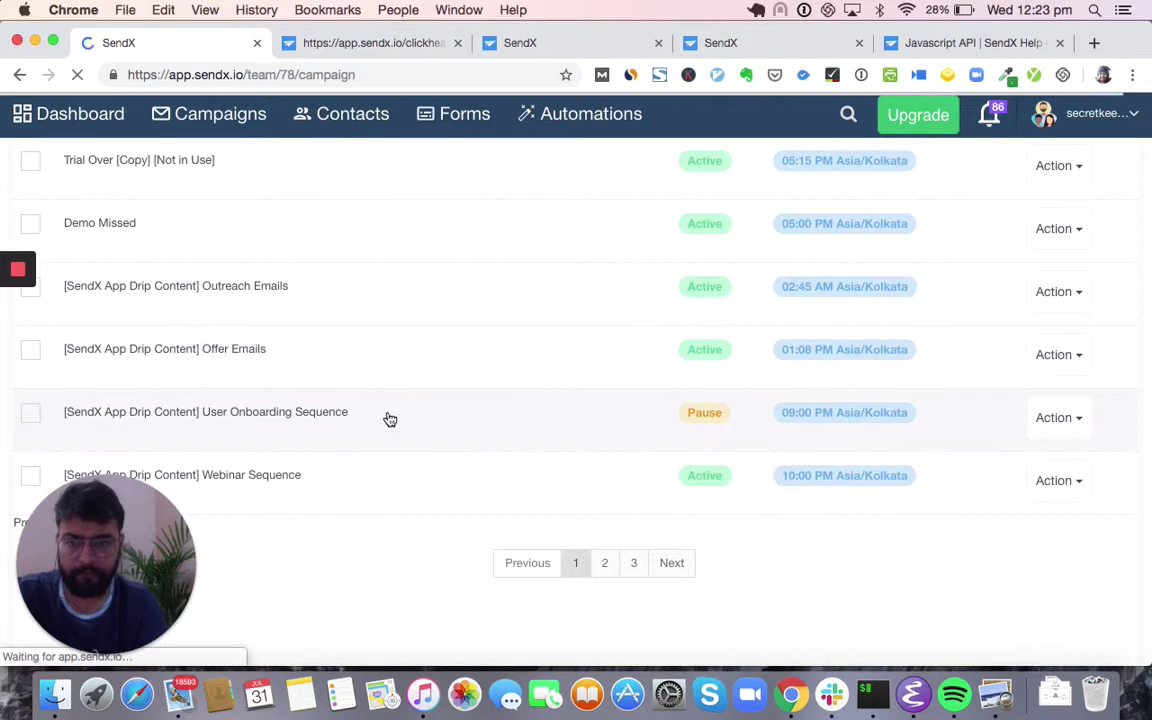 Chrome File Edit View History Bookmarks People Window Help 28% Wed 12:23 pm
SendX https://app.sendx.io/clickhea SendX SendX Javascript API | SendX Help
https://app.sendx.io/team/78/campaign
Dashboard Campaigns Contacts Forms Automations Upgrade 86 secretkee...
Trial Over [Copy] [Not in Use] Active 05:15 PM Asia/Kolkata Action
Demo Missed Active 05:00 PM Asia/Kolkata Action
[SendX App Drip Content] Outreach Emails Active 02:45 AM Asia/Kolkata Action
[SendX App Drip Content] Offer Emails Active 01:08 PM Asia/Kolkata Action
[SendX App Drip Content] User Onboarding Sequence Pause 09:00 PM Asia/Kolkata Action
[SendX App Drip Content] Webinar Sequence Active 10:00 PM Asia/Kolkata Action
Previous 1 2 3 Next
Waiting for app.sendx.io...
18593
JUL
31